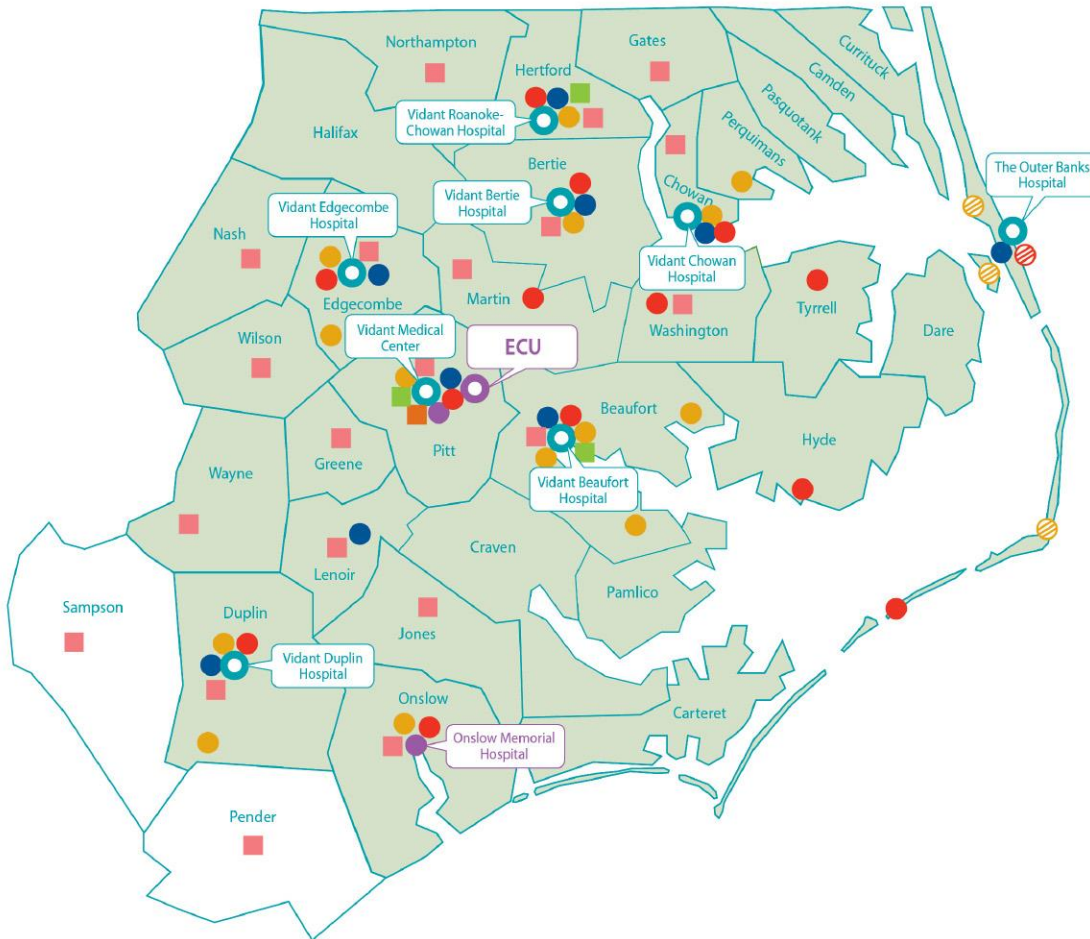 Northampton
Gates
Hertford
Currituck
Camden
Pasquotank
Perquimans
Vidant Roanoke-
Chowan Hospital
Halifax
Bertie
Chowan
The Outer Banks
Hospital
Vidant Edgecombe
Hospital
Vidant Bertie
Hospital
Nash
Vidant Chowan
Hospital
Edgecombe
Martin
Tyrrell
Washington
Dare
Wilson
Vidant Medical
Center
ECU
Beaufort
Hyde
Pitt
Greene
Wayne
Vidant Beaufort
Hospital
Craven
Lenoir
Pamlico
Sampson
Duplin
Jones
Vidant Duplin
Hospital
Onslow
Carteret
Onslow Memorial
Hospital
Pender